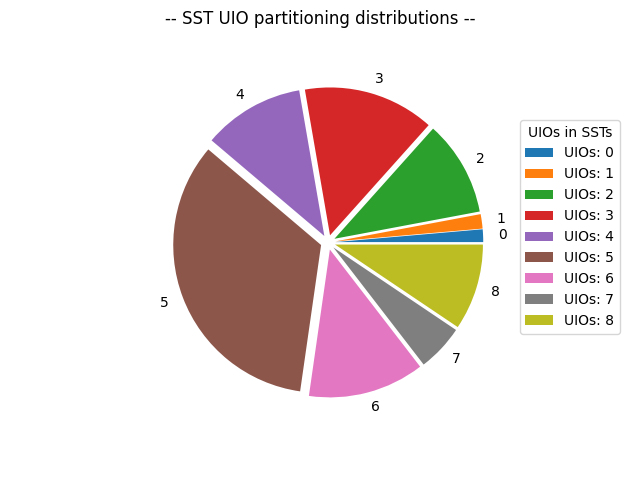 -- SST UIO partitioning distributions --
3
4
2
1
0
5
8
7
6
UIOs in SSTs
UIOs: 0
UIOs: 1
UIOs: 2
UIOs: 3
UIOs: 4
UIOs: 5
UIOs: 6
UIOs: 7
UIOs: 8